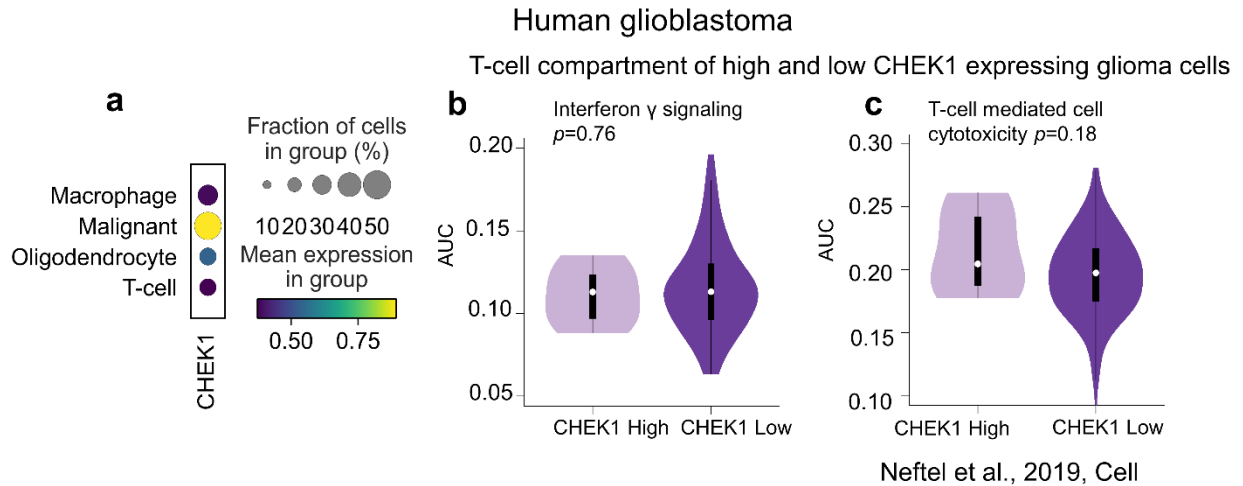 Human glioblastoma
T-cell compartment of high and low CHEK1 expressing glioma cells
a
Fraction of cells
in group (%)
Macrophage
Malignant
Oligodendrocyte
T-cell
10 20 30 40 50
Mean expression
in group
0.50 0.75
CHEK1
b
Interferon γ signaling
p=0.76
AUC
0.20
0.15
0.10
0.05
CHEK1 High CHEK1 Low
c
T-cell mediated cell
cytotoxicity p=0.18
AUC
0.30
0.25
0.20
0.15
0.10
CHEK1 High CHEK1 Low
Neftel et al., 2019, Cell